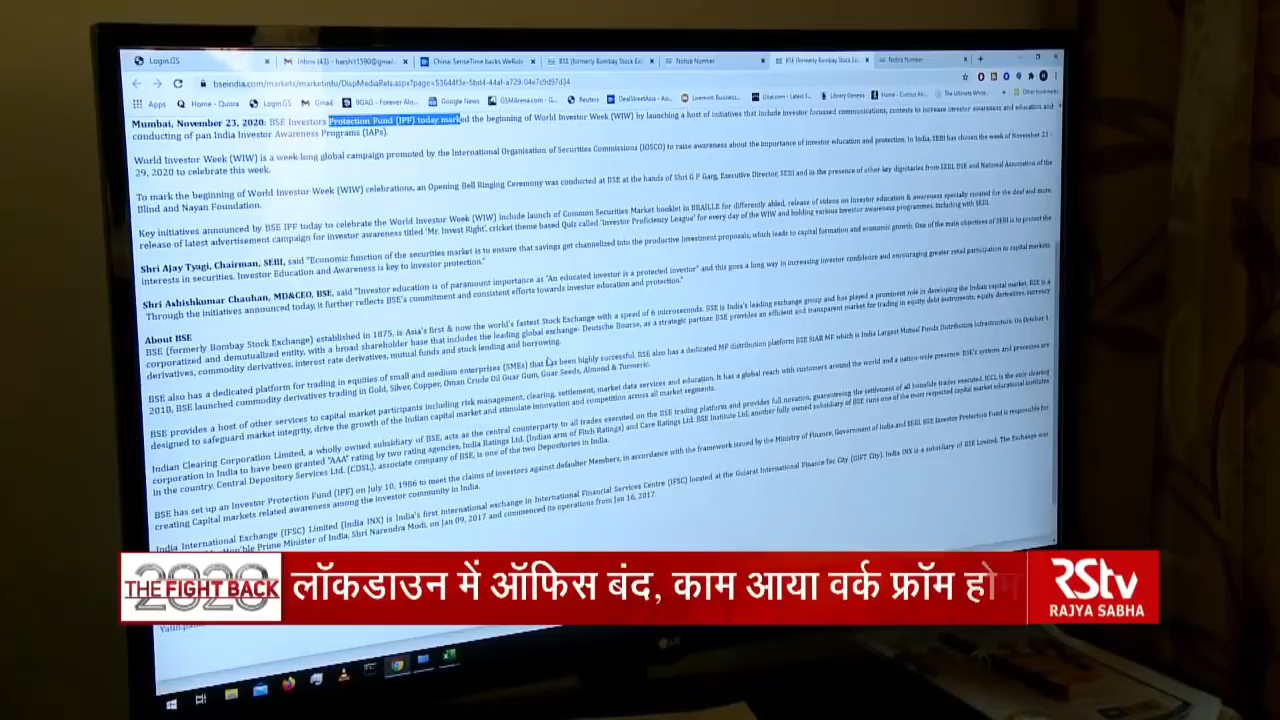 Login.GS
Inbox (43) - harshit1590@gmai...
China: SenseTime backs WeRide
BSE (formerly Bombay Stock Ex
Notice Number
BSE (formerly Bombay Stock Ex
Notice Number
bseindia.com/markets/marketinfo/DispMediaRels.aspx?page=
Apps
Home - Quora
Login.GS
Gmail
9GAG - Forever Alo...
Google News
GSMArena.com - G...
Reuters
DealStreetAsia -
Livemint Business...
Library Genesis
The Ultimate
Other bookmarks
Mumbai, November 23, 2020: BSE Investors Protection Fund (IPF) today marked the beginning of World Investor Week (WIW) by launching a host of initiatives that include investor focussed communications, contests to increase investor awareness and education and
conducting of pan India Investor Awareness Programs (IAPs).
World Investor Week (WIW) is a week-long global campaign promoted by the International Organisation of Securities Commissions (IOSCO) to raise awareness about the importance of investor education and protection. In India, SEBI has chosen the week of November 23 -
29, 2020 to celebrate this week.
To mark the beginning of World Investor Week (WIW) celebrations, an Opening Bell Ringing Ceremony was conducted at BSE at the hands of Shri G P Garg, Executive Director, SEBI and in the presence of other key dignitaries from SEBI, BSE and National Association of the
Blind and Nayan Foundation.
Key initiatives announced by BSE IPF today to celebrate the World Investor Week (WIW) include launch of Common Securities Market booklet in BRAILLE for differently abled, release of videos on investor education & awareness specially curated for the deaf and mute,
release of latest advertisement campaign for investor awareness titled 'Mr. Invest Right', cricket theme based Quiz called 'Investor Proficiency League' for every day of the WIW and holding various investor awareness programmes. Including with SEBI.
Shri Ajay Tyagi, Chairman, SEBI, said "Economic function of the securities market is to ensure that savings get channelized into the productive investment proposals, which leads to capital formation and economic growth. One of the main objectives of SEBI is to protect the
interests in securities. Investor Education and Awareness is key to investor protection."
Shri Ashishkumar Chauhan, MD&CEO, BSE, said "Investor education is of paramount importance as "An educated investor is a protected investor" and this goes a long way in increasing investor confidence and encouraging greater retail participation in capital markets.
Through the initiatives announced today, it further reflects BSE's commitment and consistent efforts towards investor education and protection."
About BSE
BSE (formerly Bombay Stock Exchange) established in 1875, is Asia's first & now the world's fastest Stock Exchange with a speed of 6 microseconds. BSE is India's leading exchange group and has played a prominent role in developing the Indian capital market. BSE is a
corporatized and demutualized entity, with a broad shareholder base that includes the leading global exchange- Deutsche Bourse, as a strategic partner. BSE provides an efficient and transparent market for trading in equity, debt instruments, equity derivatives, currency
derivatives, commodity derivatives, interest rate derivatives, mutual funds and stock lending and borrowing.
BSE also has a dedicated platform for trading in equities of small and medium enterprises (SMEs) that has been highly successful. BSE also has a dedicated MF distribution platform BSE StAR MF which is India Largest Mutual Funds Distribution Infrastructure. On October 1,
2018, BSE launched commodity derivatives trading in Gold, Silver, Copper, Oman Crude Oil Guar Gum, Guar Seeds, Almond & Turmeric.
BSE provides a host of other services to capital market participants including risk management, clearing, settlement, market data services and education. It has a global reach with customers around the world and a nation-wide presence. BSE's systems and processes are
designed to safeguard market integrity, drive the growth of the Indian capital market and stimulate innovation and competition across all market segments.
Indian Clearing Corporation Limited, a wholly owned subsidiary of BSE, acts as the central counterparty to all trades executed on the BSE trading platform and provides full novation, guaranteeing the settlement of all bonafide trades executed. ICCL is the only clearing
corporation in India to have been granted "AAA" rating by two rating agencies, India Ratings Ltd. (Indian arm of Fitch Ratings) and Care Ratings Ltd. BSE Institute Ltd, another fully owned subsidiary of BSE runs one of the most respected capital market educational institutes
in the country. Central Depository Services Ltd. (CDSL), associate company of BSE, is one of the two Depositories in India.
BSE has set up an Investor Protection Fund (IPF) on July 10, 1986 to meet the claims of investors against defaulter Members, in accordance with the framework issued by the Ministry of Finance, Government of India and SEBI. BSE Investor Protection Fund is responsible for
creating Capital markets related awareness among the investor community in India.
India International Exchange (IFSC) Limited (India INX) is India's first international exchange in International Financial Services Centre (IFSC) located at the Gujarat International Finance Tec City (GIFT City). India INX is a subsidiary of BSE Limited. The Exchange was
Hon'ble Prime Minister of India, Shri Narendra Modi, on Jan 09, 2017 and commenced its operations from Jan 16, 2017.
2020
THE FIGHT BACK
लॉकडाउन में ऑफिस बंद, काम आया वर्क फ्रॉम हो
RStv
RAJYA SABHA
LG